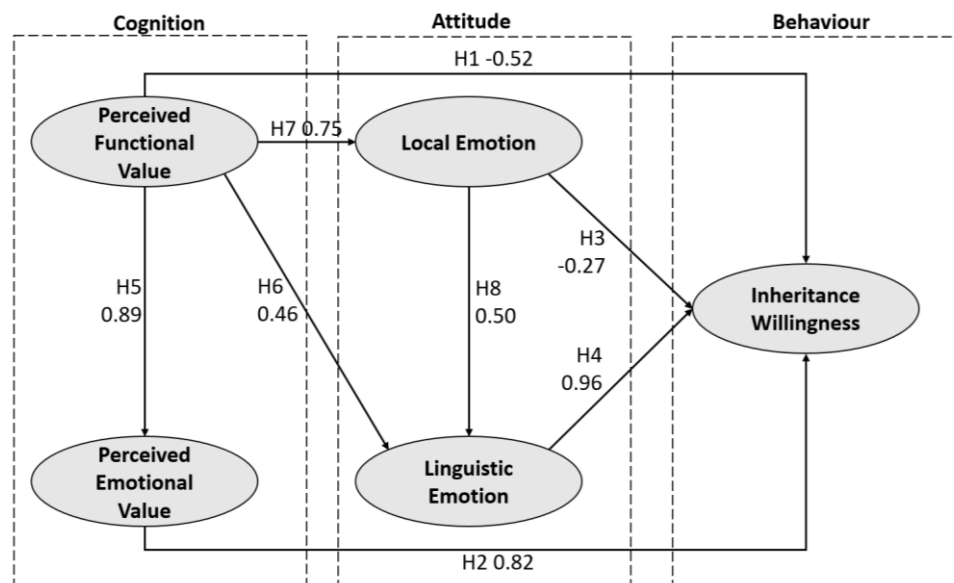 Cognition
Attitude
Behaviour
H1 -0.52
Perceived
Functional
Value
H7 0.75
Local Emotion
H3
-0.27
H5
0.89
H6
0.46
H8
0.50
Inheritance
Willingness
H4
0.96
Perceived
Emotional
Value
Linguistic
Emotion
H2 0.82